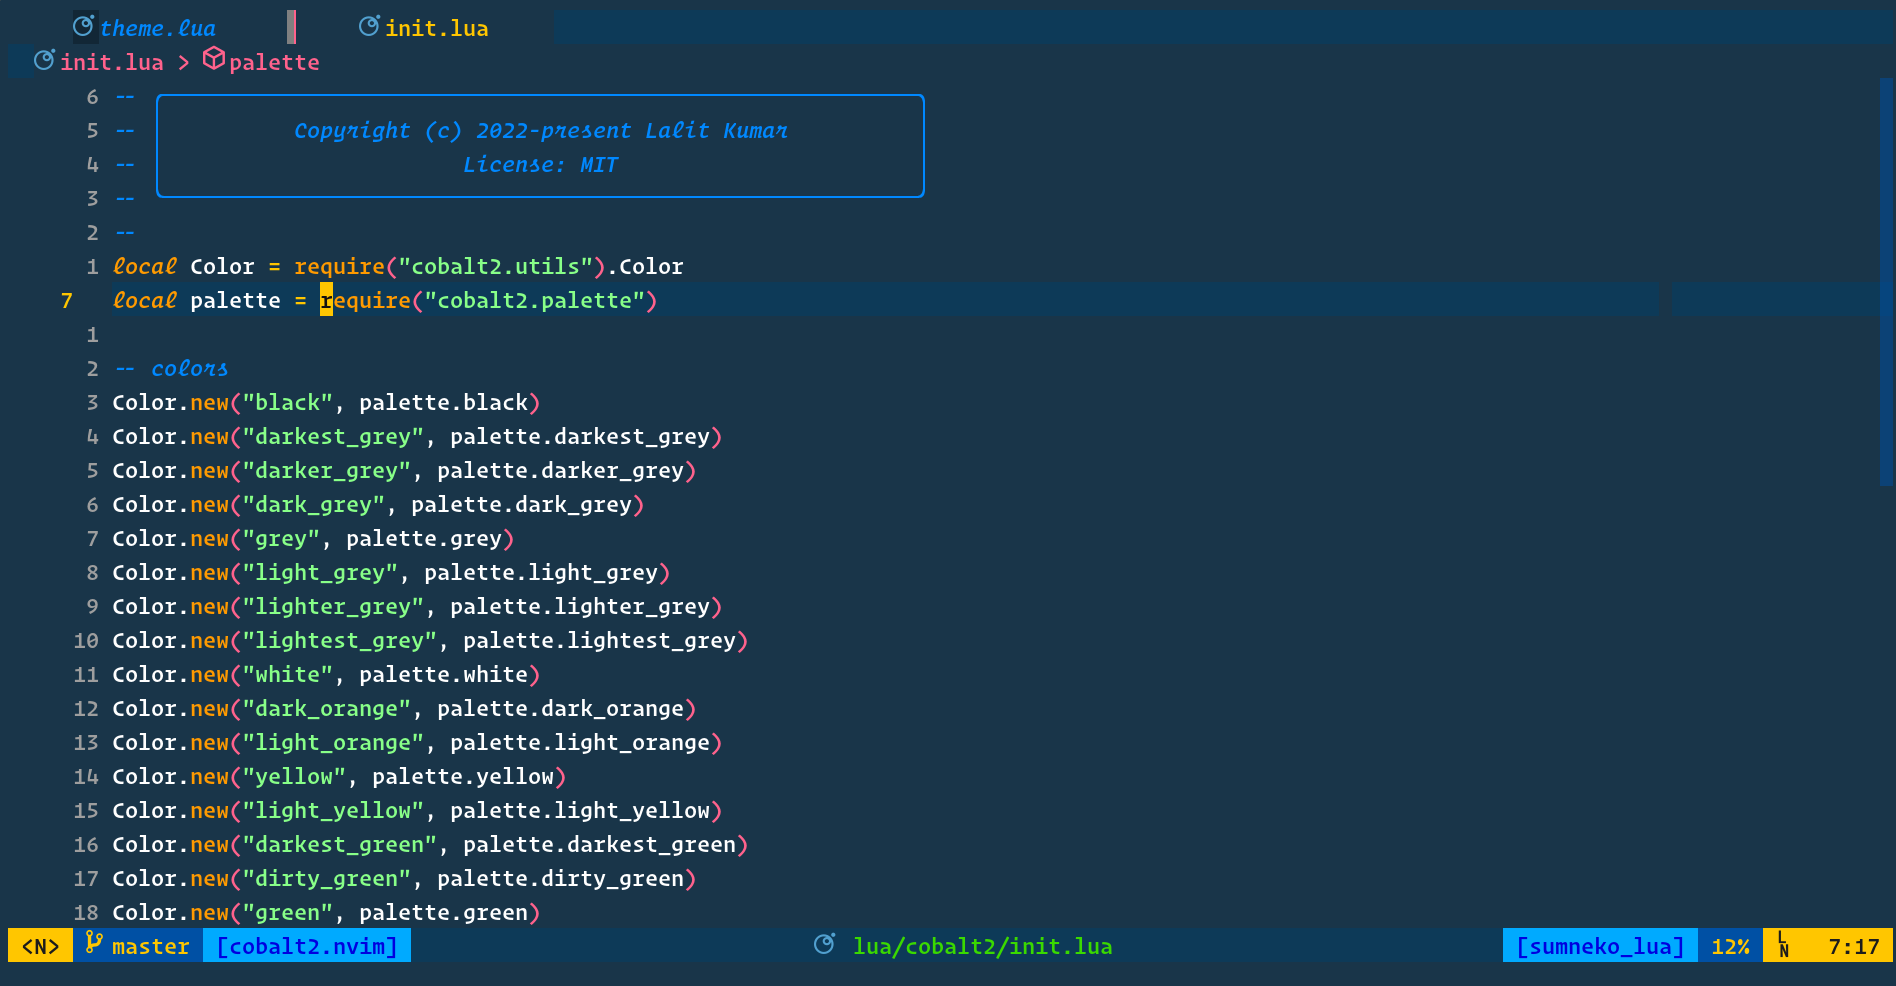 theme.lua init.lua
init.lua > palette
6 --
5 -- Copyright (c) 2022-present Lalit Kumar
4 -- License: MIT
3 --
2 --
1 local Color = require("cobalt2.utils").Color
7 local palette = require("cobalt2.palette")
1
2 -- colors
3 Color.new("black", palette.black)
4 Color.new("darkest_grey", palette.darkest_grey)
5 Color.new("darker_grey", palette.darker_grey)
6 Color.new("dark_grey", palette.dark_grey)
7 Color.new("grey", palette.grey)
8 Color.new("light_grey", palette.light_grey)
9 Color.new("lighter_grey", palette.lighter_grey)
10 Color.new("lightest_grey", palette.lightest_grey)
11 Color.new("white", palette.white)
12 Color.new("dark_orange", palette.dark_orange)
13 Color.new("light_orange", palette.light_orange)
14 Color.new("yellow", palette.yellow)
15 Color.new("light_yellow", palette.light_yellow)
16 Color.new("darkest_green", palette.darkest_green)
17 Color.new("dirty_green", palette.dirty_green)
18 Color.new("green", palette.green)
<N> master [cobalt2.nvim] lua/cobalt2/init.lua [sumneko_lua] 12% LN 7:17